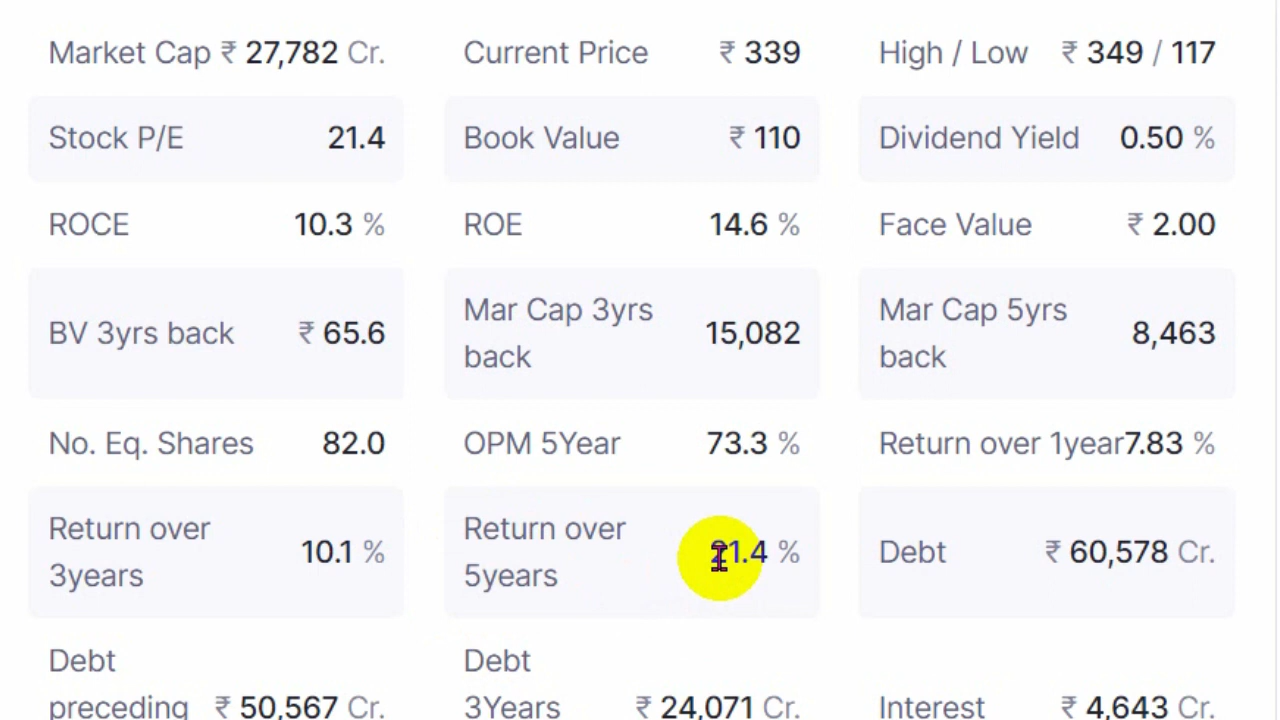 Market Cap ₹ 27,782 Cr.
Current Price ₹ 339
High / Low ₹ 349 / 117
Stock P/E 21.4
Book Value ₹ 110
Dividend Yield 0.50 %
ROCE 10.3 %
ROE 14.6 %
Face Value ₹ 2.00
BV 3yrs back ₹ 65.6
Mar Cap 3yrs
back 15,082
Mar Cap 5yrs
back 8,463
No. Eq. Shares 82.0
OPM 5Year 73.3 %
Return over 1year7.83 %
Return over
3years 10.1 %
Return over
5years 21.4 %
Debt ₹ 60,578 Cr.
Debt
preceding ₹ 50,567 Cr.
Debt
3Years ₹ 24,071 Cr.
Interest ₹ 4,643 Cr.